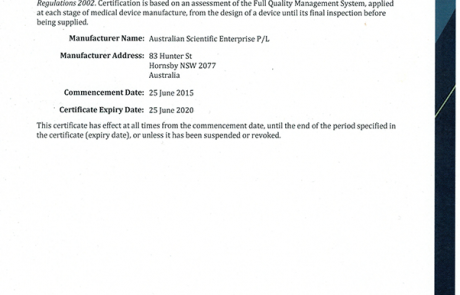 Regulations 2002. Certification is based on an assessment of the Full Quality Management System, applied
at each stage of medical device manufacture, from the design of a device until its final inspection before
being supplied.
Manufacturer Name: Australian Scientific Enterprise P/L
Manufacturer Address: 83 Hunter St
Hornsby NSW 2077
Australia
Commencement Date: 25 June 2015
Certificate Expiry Date: 25 June 2020
This certificate has effect at all times from the commencement date, until the end of the period specified in
the certificate (expiry date), or unless it has been suspended or revoked.